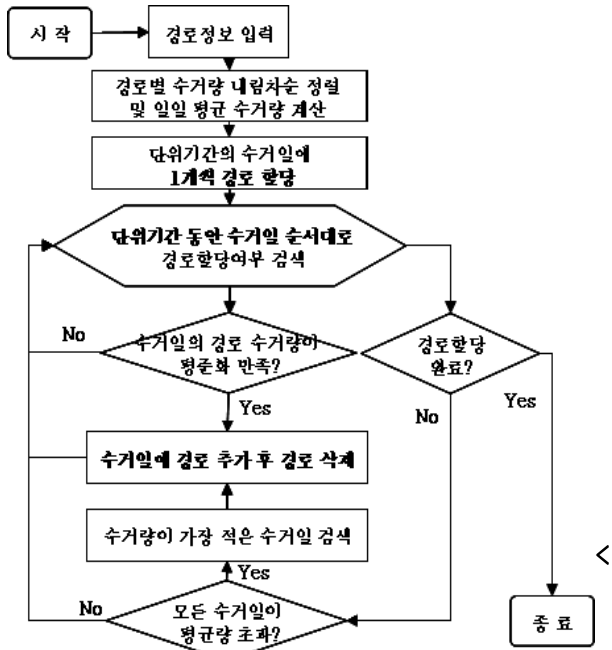 시 작
경로정보 입력
경로별 수거량 내림차순 정렬
및 일일 평균 수거량 계산
단위기간의 수거일에
1개씩 경로 할당
단위기간 동안 수거일 순서대로
경로할당여부 검색
No
수거일의 경로 수거량이
평준화 만족?
경로할당
완료?
Yes
No
Yes
수거일에 경로 추가 후 경로 삭제
수거량이 가장 적은 수거일 검색
<
Yes
No
모든 수거일이
평균량 초과?
종 료